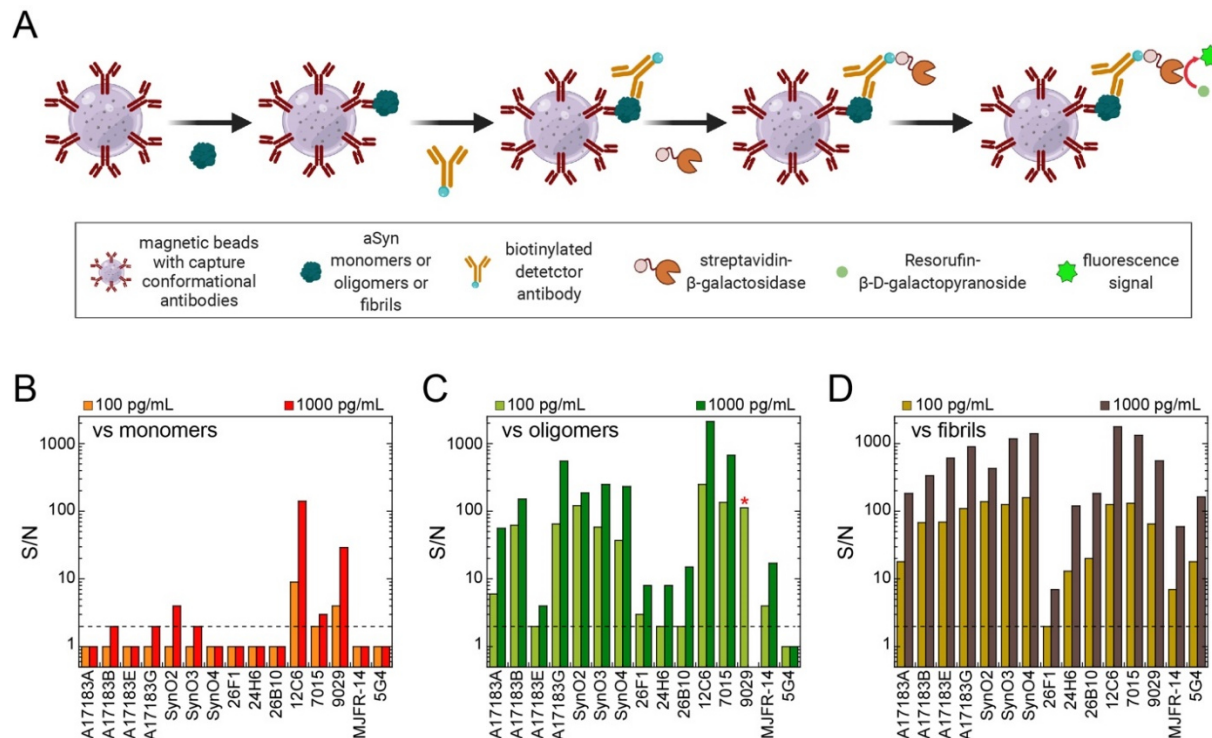 A
magnetic beads
with capture
conformational
antibodies
aSyn
monomers or
oligomers or
fibrils
biotinylated
detetctor
antibody
streptavidin-
β-galactosidase
Resorufin-
β-D-galactopyranoside
fluorescence
signal
B
100 pg/mL 1000 pg/mL
vs monomers
S/N
1000
100
10
1
A17183A
A17183B
A17183E
A17183G
SynO2
SynO3
SynO4
26F1
24H6
26B10
12C6
7015
9029
MJFR-14
5G4
C
100 pg/mL 1000 pg/mL
vs oligomers
S/N
1000
100
10
1
*
A17183A
A17183B
A17183E
A17183G
SynO2
SynO3
SynO4
26F1
24H6
26B10
12C6
7015
9029
MJFR-14
5G4
D
100 pg/mL 1000 pg/mL
vs fibrils
S/N
1000
100
10
1
A17183A
A17183B
A17183E
A17183G
SynO2
SynO3
SynO4
26F1
24H6
26B10
12C6
7015
9029
MJFR-14
5G4